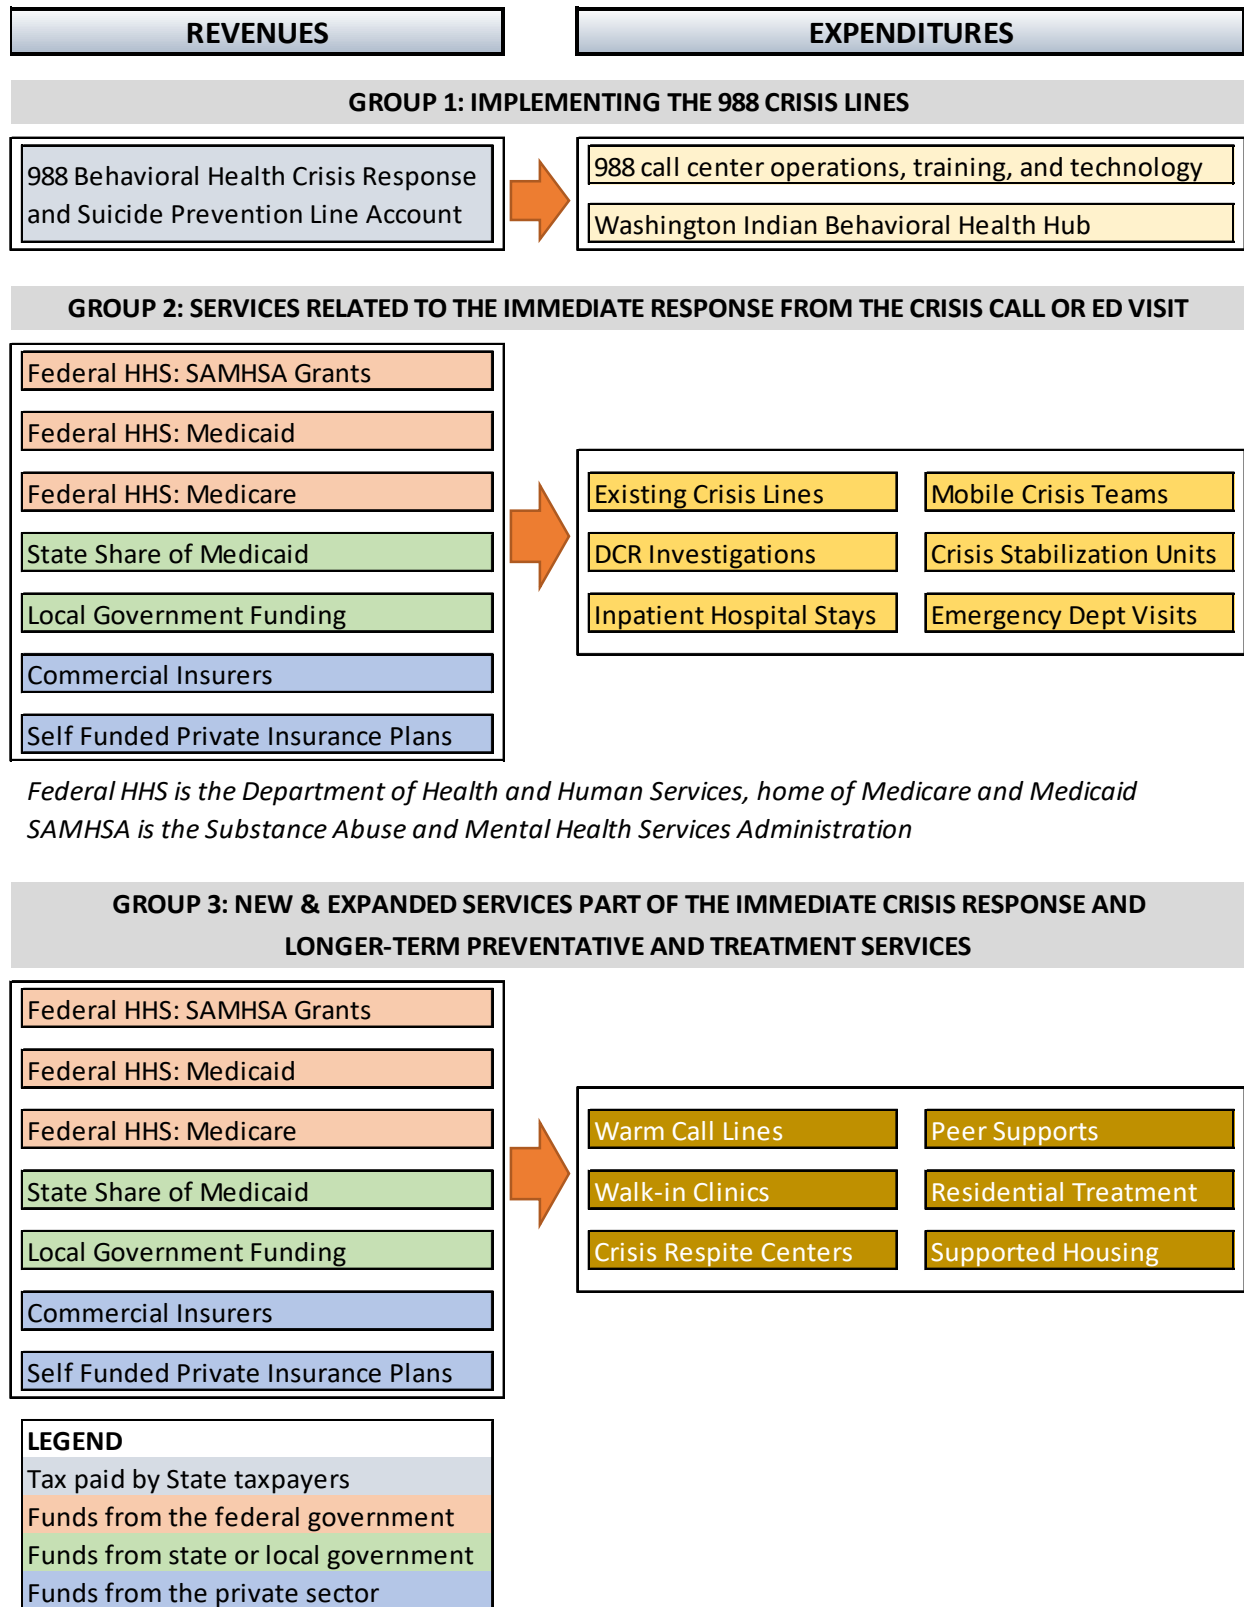 REVENUES
EXPENDITURES
GROUP 1: IMPLEMENTING THE 988 CRISIS LINES
988 Behavioral Health Crisis Response
and Suicide Prevention Line Account
988 call center operations, training, and technology
Washington Indian Behavioral Health Hub
GROUP 2: SERVICES RELATED TO THE IMMEDIATE RESPONSE FROM THE CRISIS CALL OR ED VISIT
Federal HHS: SAMHSA Grants
Federal HHS: Medicaid
Federal HHS: Medicare
State Share of Medicaid
Local Government Funding
Commercial Insurers
Self Funded Private Insurance Plans
Existing Crisis Lines
Mobile Crisis Teams
DCR Investigations
Crisis Stabilization Units
Inpatient Hospital Stays
Emergency Dept Visits
Federal HHS is the Department of Health and Human Services, home of Medicare and Medicaid
SAMHSA is the Substance Abuse and Mental Health Services Administration
GROUP 3: NEW & EXPANDED SERVICES PART OF THE IMMEDIATE CRISIS RESPONSE AND
LONGER-TERM PREVENTATIVE AND TREATMENT SERVICES
Federal HHS: SAMHSA Grants
Federal HHS: Medicaid
Federal HHS: Medicare
State Share of Medicaid
Local Government Funding
Commercial Insurers
Self Funded Private Insurance Plans
Warm Call Lines
Peer Supports
Walk-in Clinics
Residential Treatment
Crisis Respite Centers
Supported Housing
LEGEND
Tax paid by State taxpayers
Funds from the federal government
Funds from state or local government
Funds from the private sector